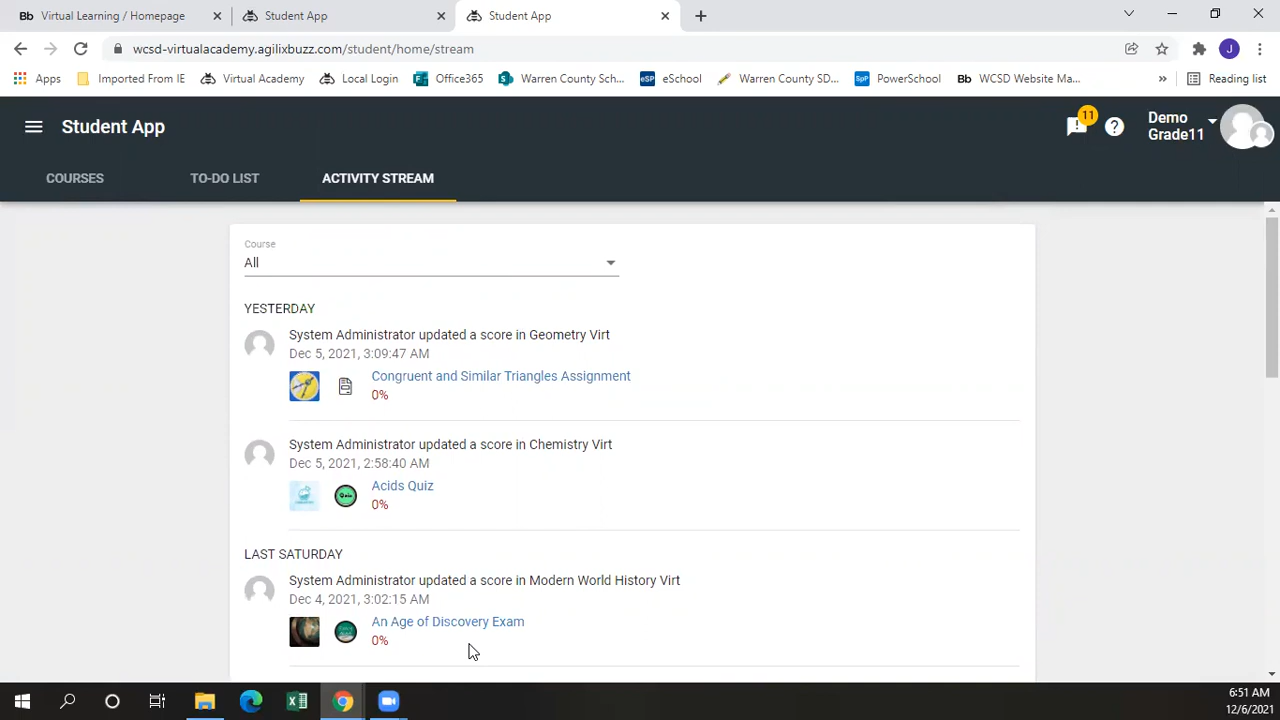 Bb Virtual Learning / Homepage
Student App
Student App
wcsd-virtualacademy.agilixbuzz.com/student/home/stream
J
Apps
Imported From IE
Virtual Academy
Local Login
Office365
Warren County Sch...
eSP eSchool
Warren County SD...
SpP PowerSchool
Bb WCSD Website Ma...
»
Reading list
Student App
11
Demo
Grade11
COURSES
TO-DO LIST
ACTIVITY STREAM
Course
All
YESTERDAY
System Administrator updated a score in Geometry Virt
Dec 5, 2021, 3:09:47 AM
Congruent and Similar Triangles Assignment
0%
System Administrator updated a score in Chemistry Virt
Dec 5, 2021, 2:58:40 AM
Acids Quiz
0%
LAST SATURDAY
System Administrator updated a score in Modern World History Virt
Dec 4, 2021, 3:02:15 AM
An Age of Discovery Exam
0%
6:51 AM
12/6/2021